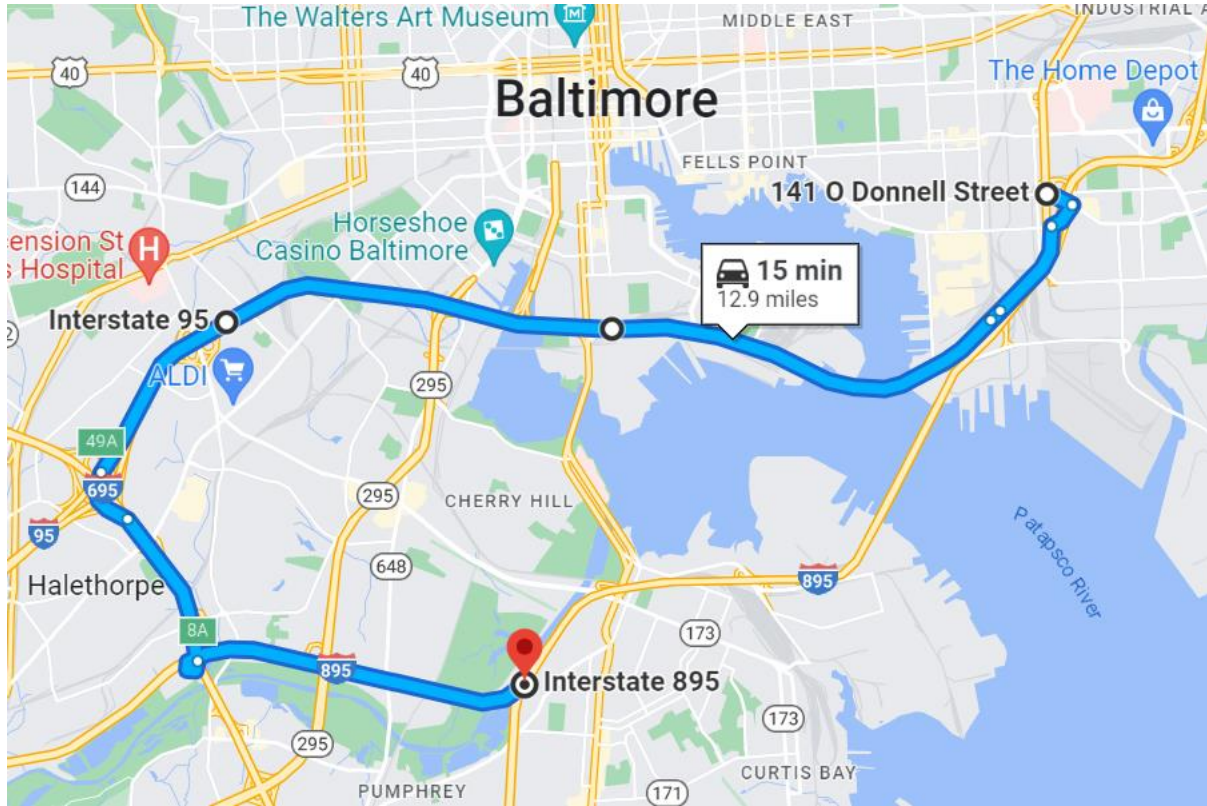 The Walters Art Museum
MIDDLE EAST
INDUSTRIAL A
40
40
The Home Depot
Baltimore
FELLS POINT
144
141 O Donnell Street
Horseshoe
Casino Baltimore
cension St
s Hospital
H
15 min
12.9 miles
Interstate 95
2
ALDI
295
49A
695
295
CHERRY HILL
95
Patapsco River
648
Halethorpe
895
8A
173
895
Interstate 895
295
173
CURTIS BAY
PUMPHREY
171